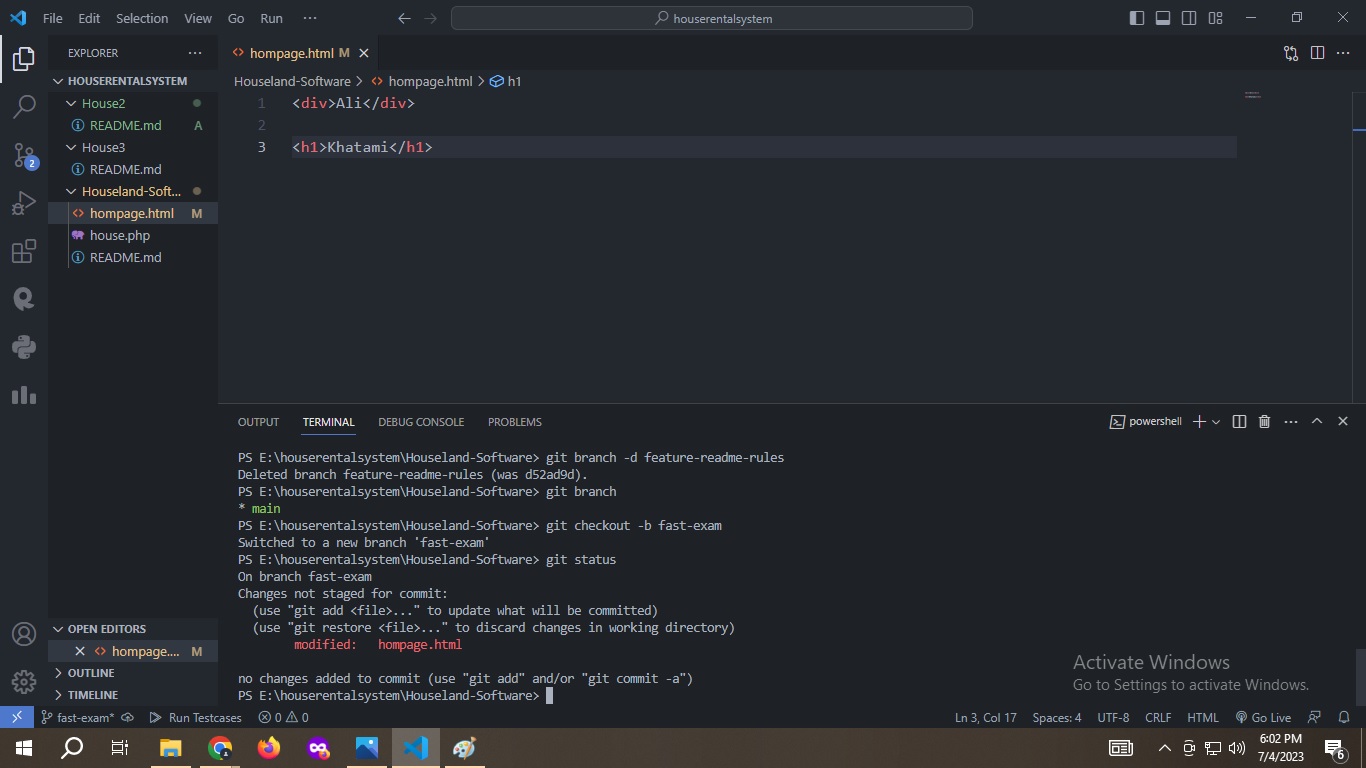 File Edit Selection View Go Run ··· houserentalsystem
EXPLORER ···
HOUSERENTALSYSTEM
House2
README.md A
House3
README.md
Houseland-Soft...
hompage.html M
house.php
README.md
2
OPEN EDITORS
hompage.... M
OUTLINE
TIMELINE
hompage.html M
Houseland-Software > hompage.html > h1
1 <div>Ali</div>
2
3 <h1>Khatami</h1>
OUTPUT TERMINAL DEBUG CONSOLE PROBLEMS powershell
PS E:\houserentalsystem\Houseland-Software> git branch -d feature-readme-rules
Deleted branch feature-readme-rules (was d52ad9d).
PS E:\houserentalsystem\Houseland-Software> git branch
* main
PS E:\houserentalsystem\Houseland-Software> git checkout -b fast-exam
Switched to a new branch 'fast-exam'
PS E:\houserentalsystem\Houseland-Software> git status
On branch fast-exam
Changes not staged for commit:
(use "git add <file>..." to update what will be committed)
(use "git restore <file>..." to discard changes in working directory)
modified: hompage.html
no changes added to commit (use "git add" and/or "git commit -a")
PS E:\houserentalsystem\Houseland-Software>
Activate Windows
Go to Settings to activate Windows.
fast-exam* Run Testcases 0 0 Ln 3, Col 17 Spaces: 4 UTF-8 CRLF HTML Go Live
6:02 PM
7/4/2023
6